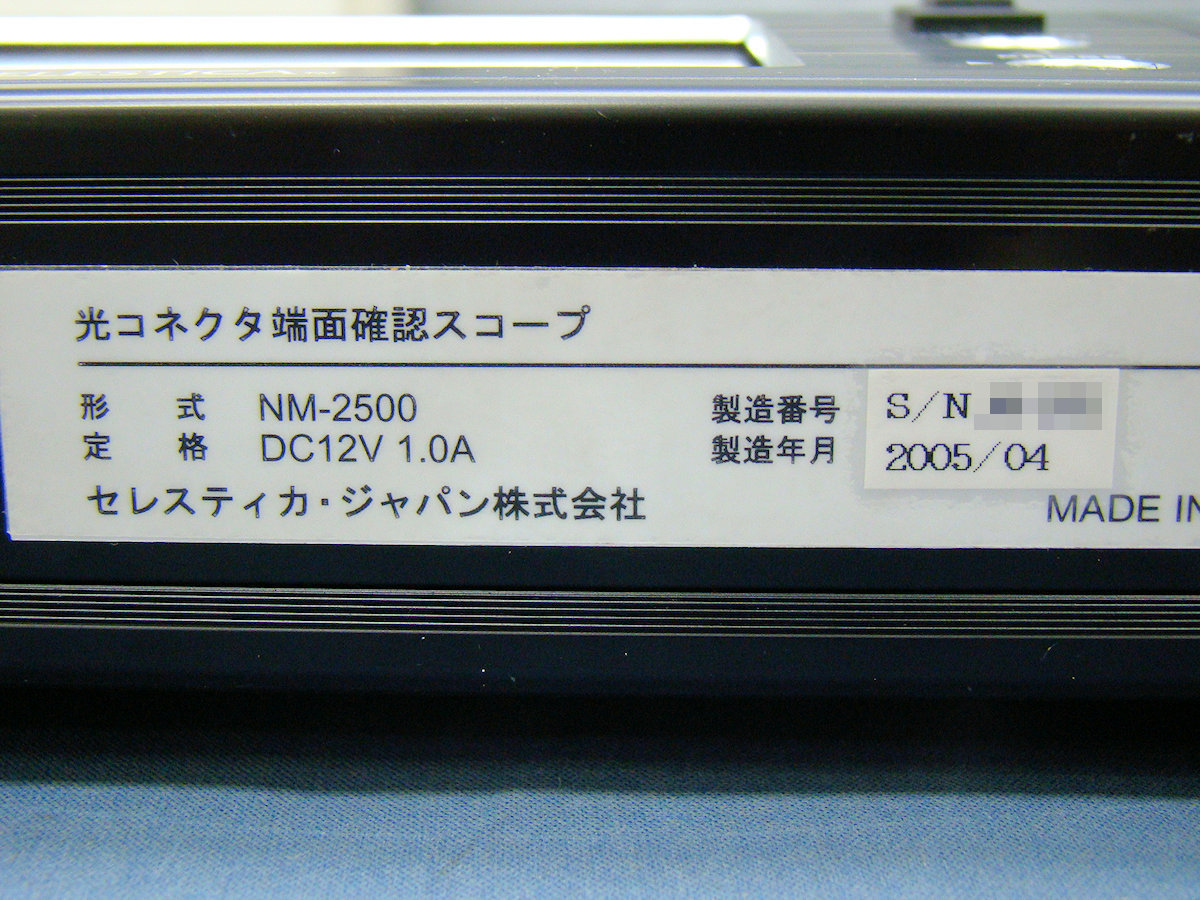 光コネクタ端面確認スコープ
形 式 NM-2500 製造番号 S/N
定 格 DC12V 1.0A 製造年月 2005/04
セレスティカ・ジャパン株式会社
MADE IN